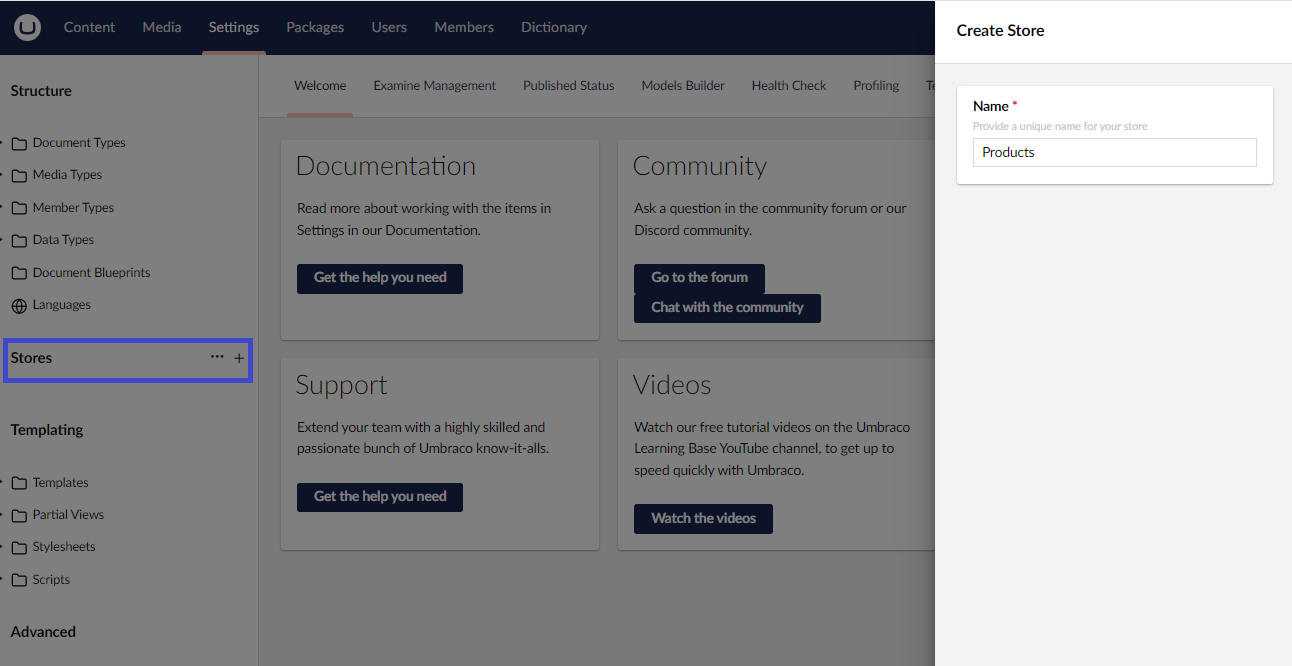 Content Media Settings Packages Users Members Dictionary
Structure
Document Types
Media Types
Member Types
Data Types
Document Blueprints
Languages
Stores ··· +
Templating
Templates
Partial Views
Stylesheets
Scripts
Advanced
Welcome Examine Management Published Status Models Builder Health Check Profiling
Documentation
Read more about working with the items in
Settings in our Documentation.
Get the help you need
Community
Ask a question in the community forum or our
Discord community.
Go to the forum
Chat with the community
Support
Extend your team with a highly skilled and
passionate bunch of Umbraco know-it-alls.
Get the help you need
Videos
Watch our free tutorial videos on the Umbraco
Learning Base YouTube channel, to get up to
speed quickly with Umbraco.
Watch the videos
Create Store
Name *
Provide a unique name for your store
Products